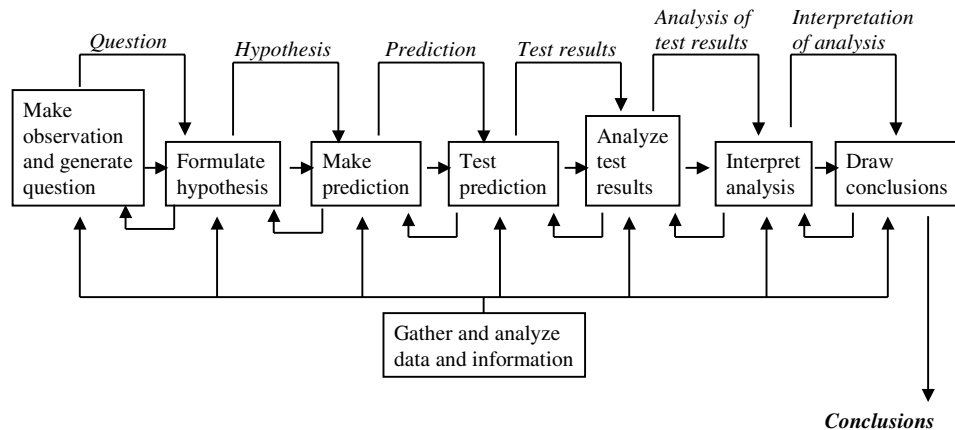 Question
Hypothesis
Prediction
Test results
Analysis of
test results
Interpretation
of analysis
Make
observation
and generate
question
Formulate
hypothesis
Make
prediction
Test
prediction
Analyze
test
results
Interpret
analysis
Draw
conclusions
Gather and analyze
data and information
Conclusions